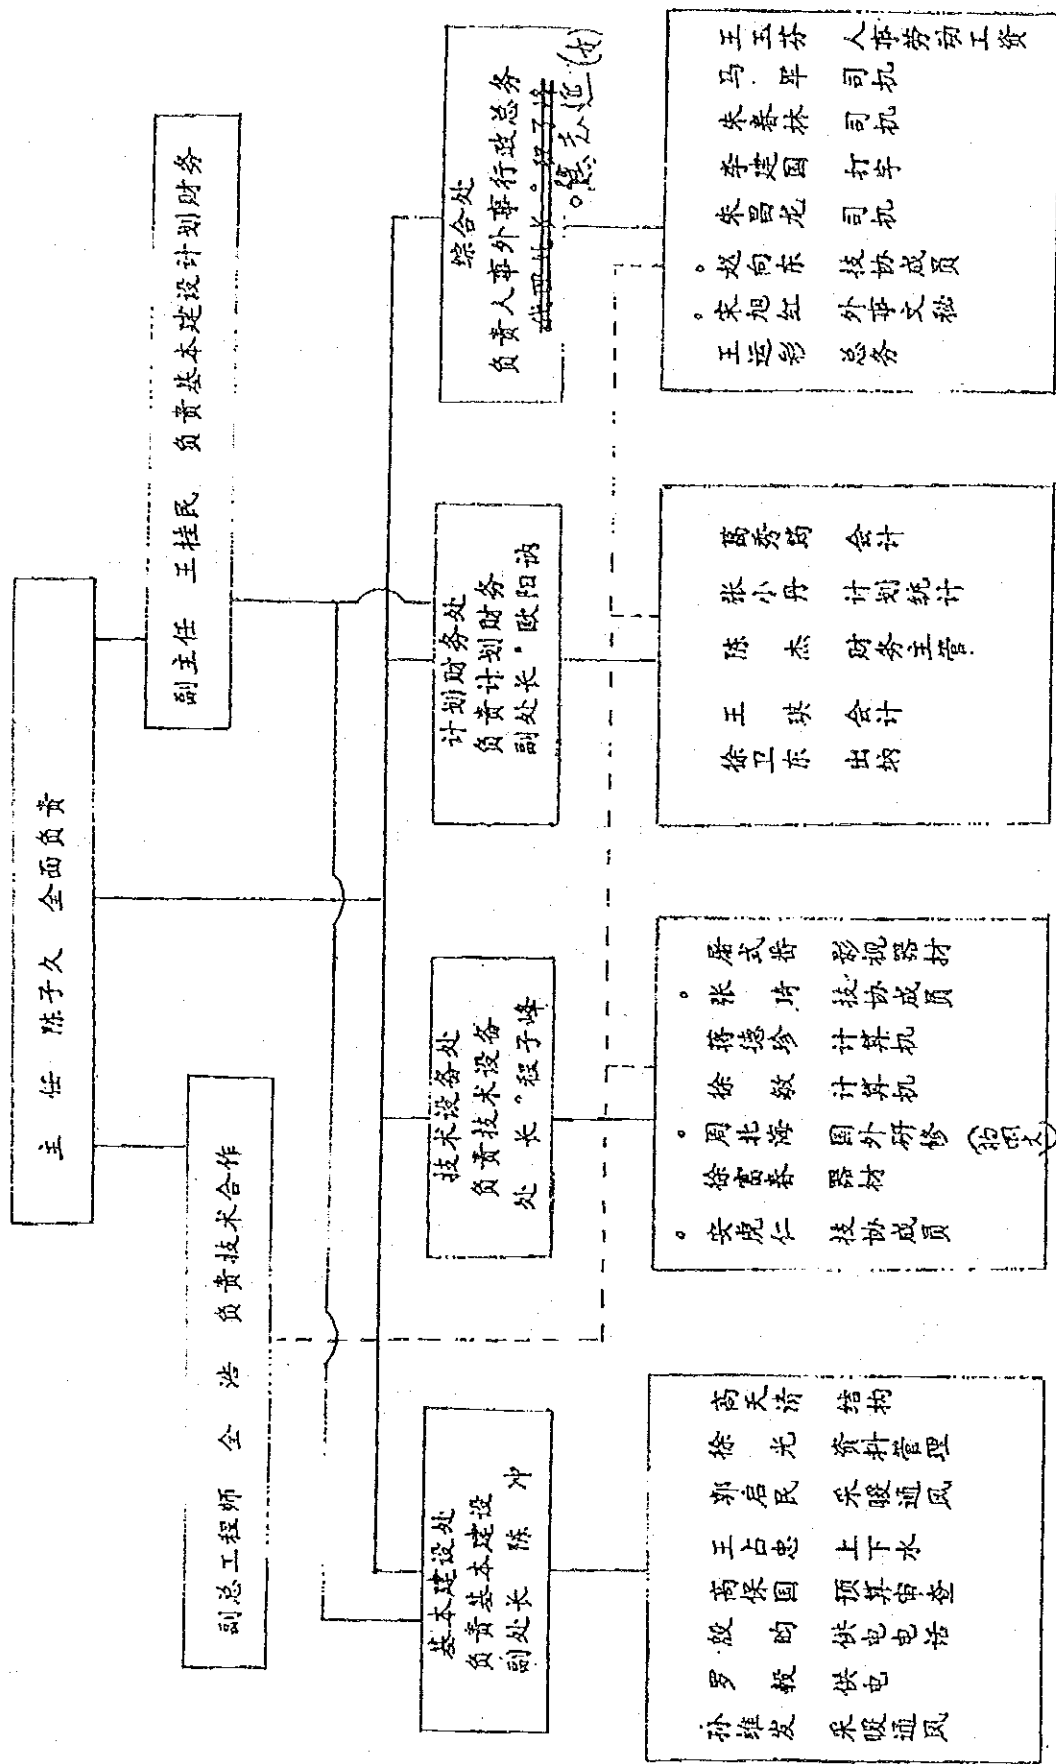 主 任 陈子久 全面负责
副总工程师 全 浩 负责技术合作
副主任 王桂民 负责基本建设计划财务
基本建设处
负责基本建设
副处长 陈 冲
技术设备处
负责技术设备
处 长 °程子峰
计划财务处
负责计划财务
副处长 °欧阳讷
综合处
负责人事外事行政总务
高天清 结构
徐 光 资料管理
郭启民 采暖通风
王占忠 上下水
高保国 预算审查
殷 昀 供电电话
罗 毅 供电
孙维发 采暖通风
屠式岳 影视器材
° 张 琦 技协成员
蒋德珍 计算机
徐 敏 计算机
° 周北海 国外研修
徐富春 器材
° 安虎仁 技协成员
葛秀筠 会计
张小丹 计划统计
陈 杰 财务主管
王 瑛 会计
徐卫东 出纳
王玉芬 人事劳动工资
马 军 司机
朱春林 司机
李建国 打字
朱昌龙 司机
° 赵向东 技协成员
° 宋旭红 外事文秘
王运彩 总务